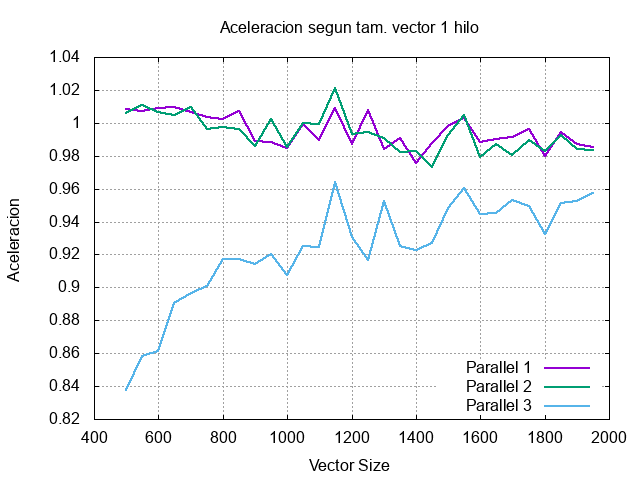 Aceleracion segun tam. vector 1 hilo
1.04
1.02
1
0.98
0.96
0.94
0.92
0.9
0.88
0.86
0.84
0.82
Aceleracion
Parallel 1
Parallel 2
Parallel 3
400 600 800 1000 1200 1400 1600 1800 2000
Vector Size